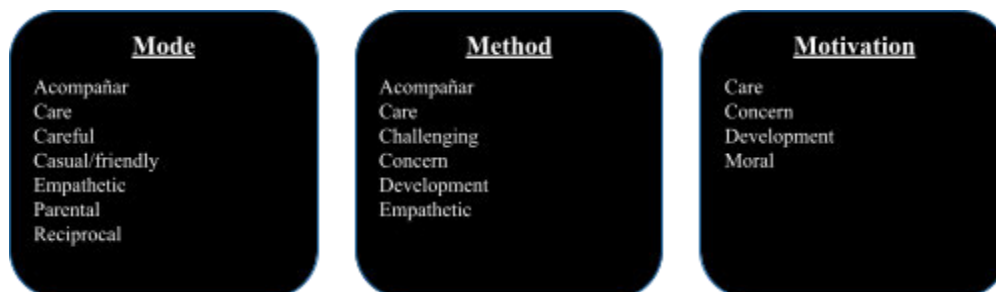 Mode
Acompañar
Care
Careful
Casual/friendly
Empathetic
Parental
Reciprocal
Method
Acompañar
Care
Challenging
Concern
Development
Empathetic
Motivation
Care
Concern
Development
Moral